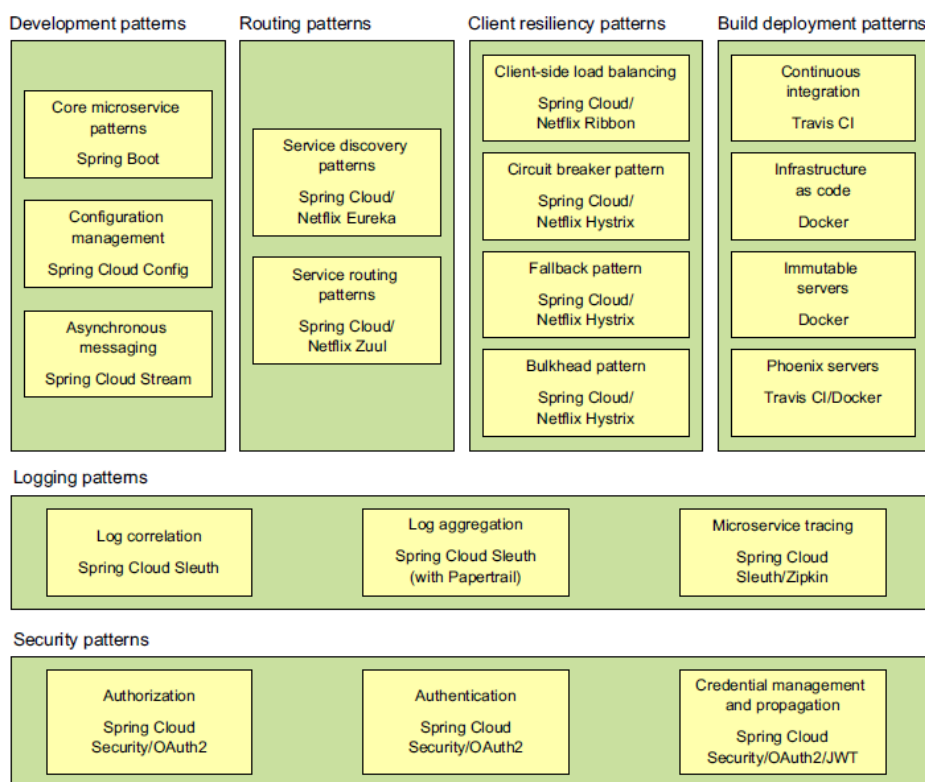 Development patterns
Core microservice
patterns
Spring Boot
Configuration
management
Spring Cloud Config
Asynchronous
messaging
Spring Cloud Stream
Routing patterns
Service discovery
patterns
Spring Cloud/
Netflix Eureka
Service routing
patterns
Spring Cloud/
Netflix Zuul
Client resiliency patterns
Client-side load balancing
Spring Cloud/
Netflix Ribbon
Circuit breaker pattern
Spring Cloud/
Netflix Hystrix
Fallback pattern
Spring Cloud/
Netflix Hystrix
Bulkhead pattern
Spring Cloud/
Netflix Hystrix
Build deployment patterns
Continuous
integration
Travis CI
Infrastructure
as code
Docker
Immutable
servers
Docker
Phoenix servers
Travis CI/Docker
Logging patterns
Log correlation
Spring Cloud Sleuth
Log aggregation
Spring Cloud Sleuth
(with Papertrail)
Microservice tracing
Spring Cloud
Sleuth/Zipkin
Security patterns
Authorization
Spring Cloud
Security/OAuth2
Authentication
Spring Cloud
Security/OAuth2
Credential management
and propagation
Spring Cloud
Security/OAuth2/JWT